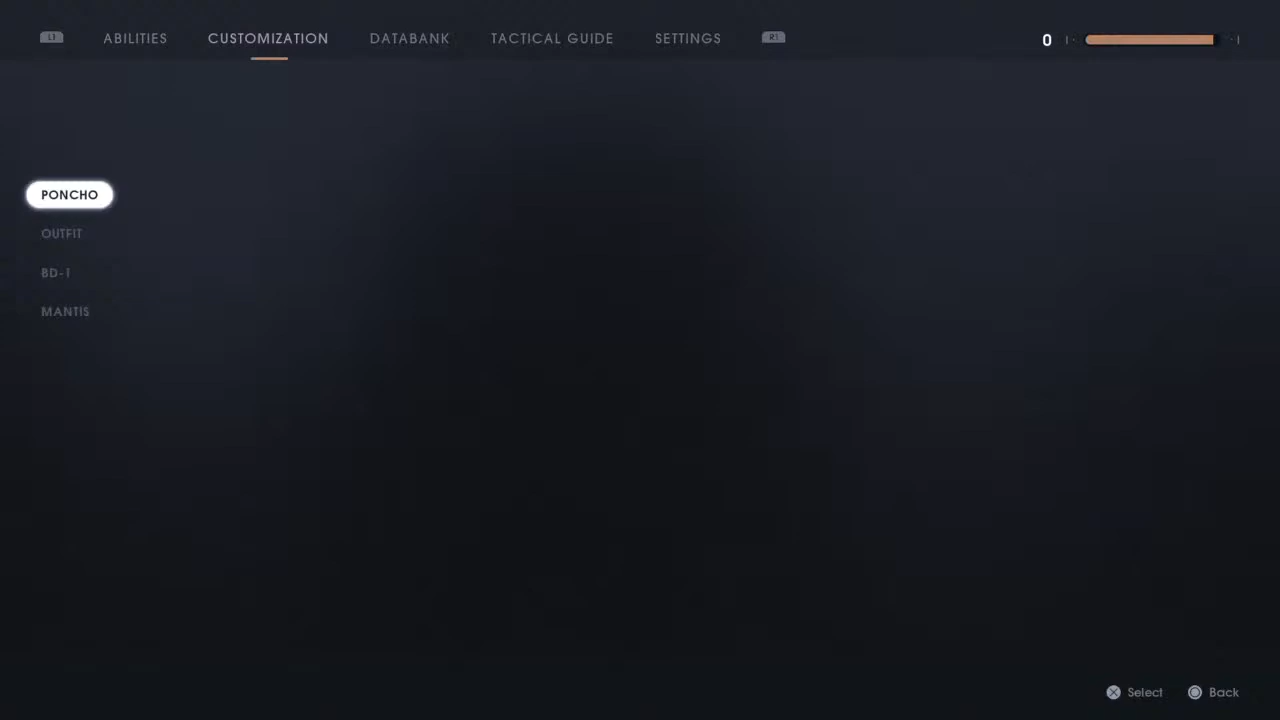 L1 ABILITIES CUSTOMIZATION DATABANK TACTICAL GUIDE SETTINGS R1 0
PONCHO
OUTFIT
BD-1
MANTIS
Select Back